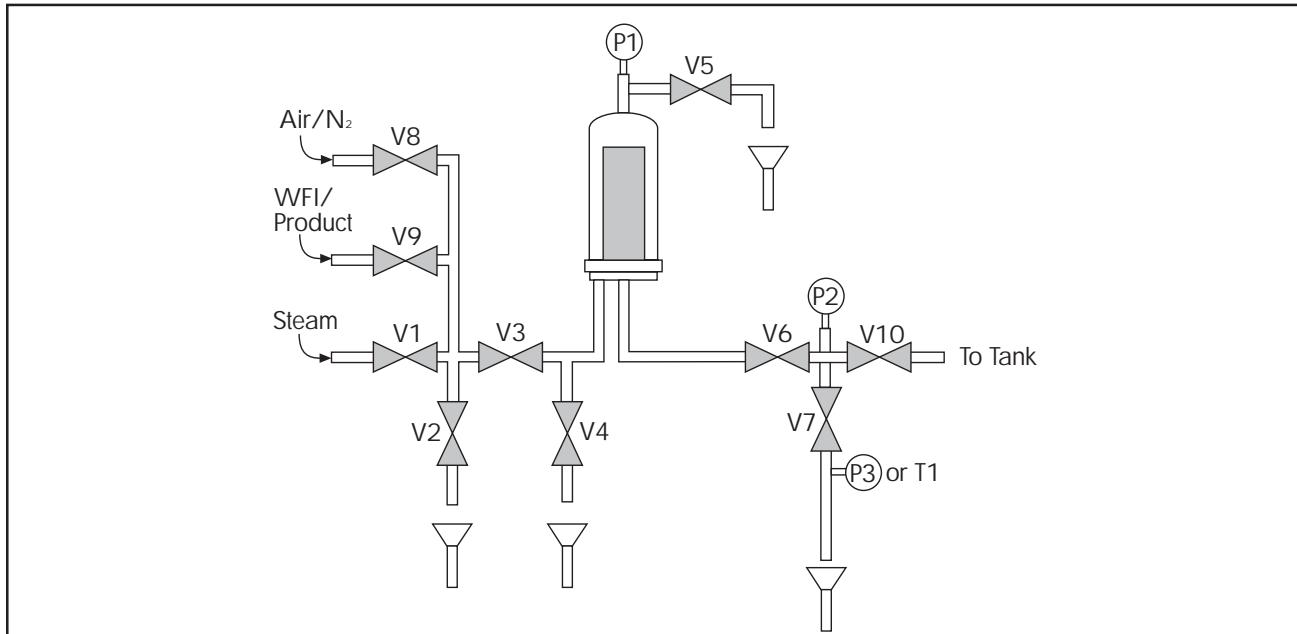 P1
V5
Air/N₂
V8
WFI/
Product
V9
P2
Steam
V1
V3
V6
V10
To Tank
V2
V4
V7
P3 or T1